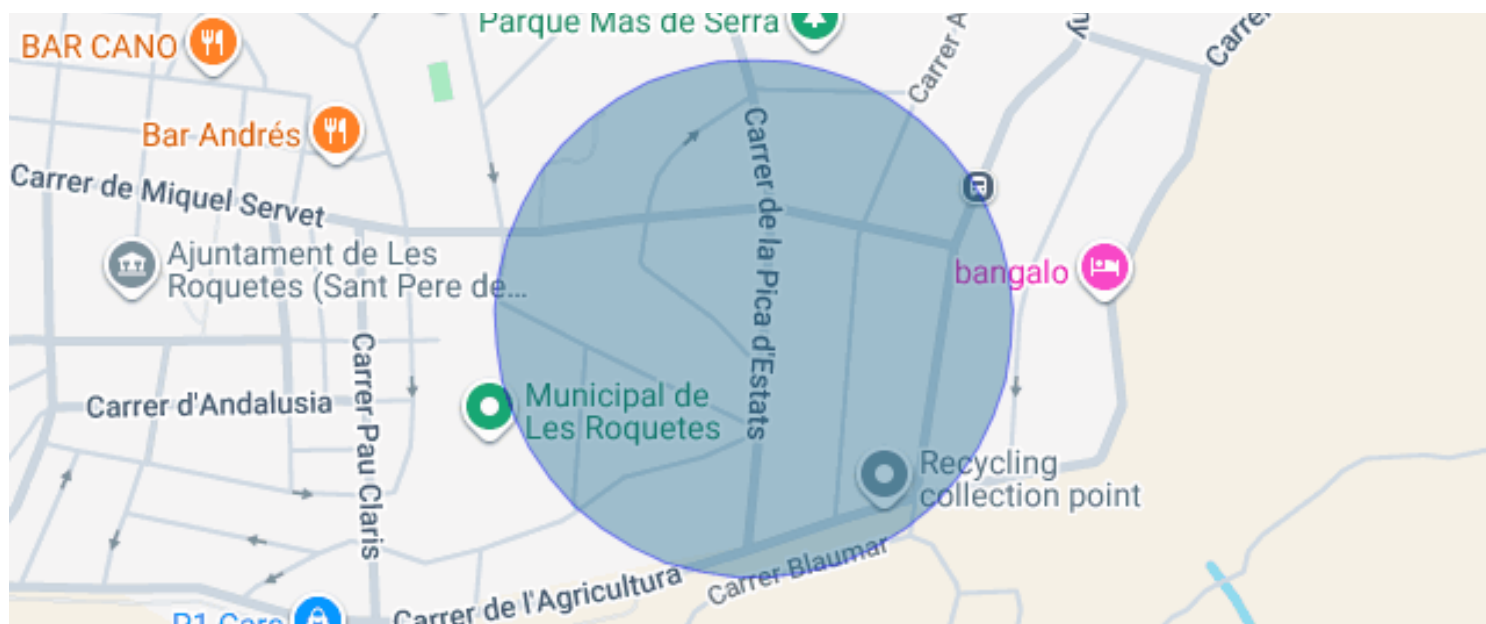 Parque Mas de Serra
BAR CANO
Carrer A
Carre
Bar Andrés
Carrer de Miquel Servet
Carrer de la Pica d'Estats
Ajuntament de Les
Roquetes (Sant Pere de...
bangalo
Carrer Pau Claris
Carrer d'Andalusia
Municipal de
Les Roquetes
Recycling
collection point
Carrer Blaumar
Carrer de l'Agricultura